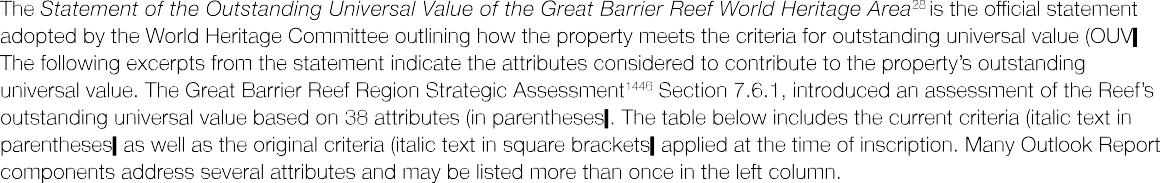 The Statement of the Outstanding Universal Value of the Great Barrier Reef World Heritage Area28 is the official statement
adopted by the World Heritage Committee outlining how the property meets the criteria for outstanding universal value (OUV
The following excerpts from the statement indicate the attributes considered to contribute to the property's outstanding
universal value. The Great Barrier Reef Region Strategic Assessment1446 Section 7.6.1, introduced an assessment of the Reef's
outstanding universal value based on 38 attributes (in parentheses. The table below includes the current criteria (italic text in
parentheses as well as the original criteria (italic text in square brackets applied at the time of inscription. Many Outlook Report
components address several attributes and may be listed more than once in the left column.